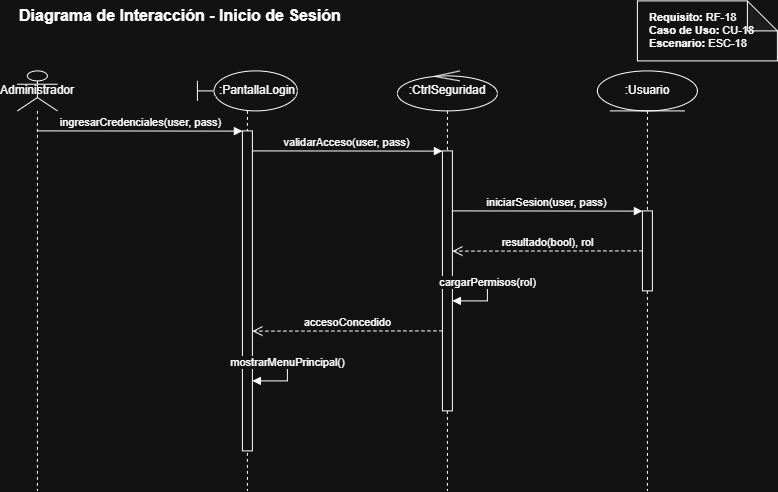 Diagrama de Interacción - Inicio de Sesión
Requisito: RF-18
Caso de Uso: CU-18
Escenario: ESC-18
Administrador
:PantallaLogin
:CtrlSeguridad
:Usuario
ingresarCredenciales(user, pass)
validarAcceso(user, pass)
iniciarSesion(user, pass)
resultado(bool), rol
cargarPermisos(rol)
accesoConcedido
mostrarMenuPrincipal()